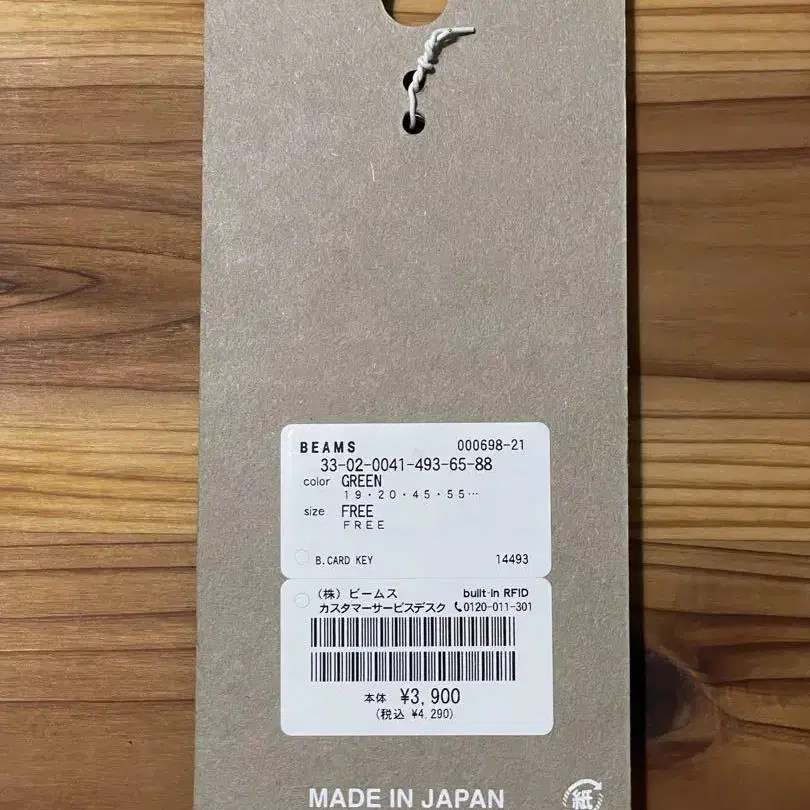 BEAMS 000698-21
33-02-0041-493-65-88
color GREEN
19・20・45・55…
size FREE
FREE
B.CARD KEY 14493
(株)ビームス built-in RFID
カスタマーサービスデスク 📞0120-011-301
本体 ¥3,900
(税込 ¥4,290)
MADE IN JAPAN
紙